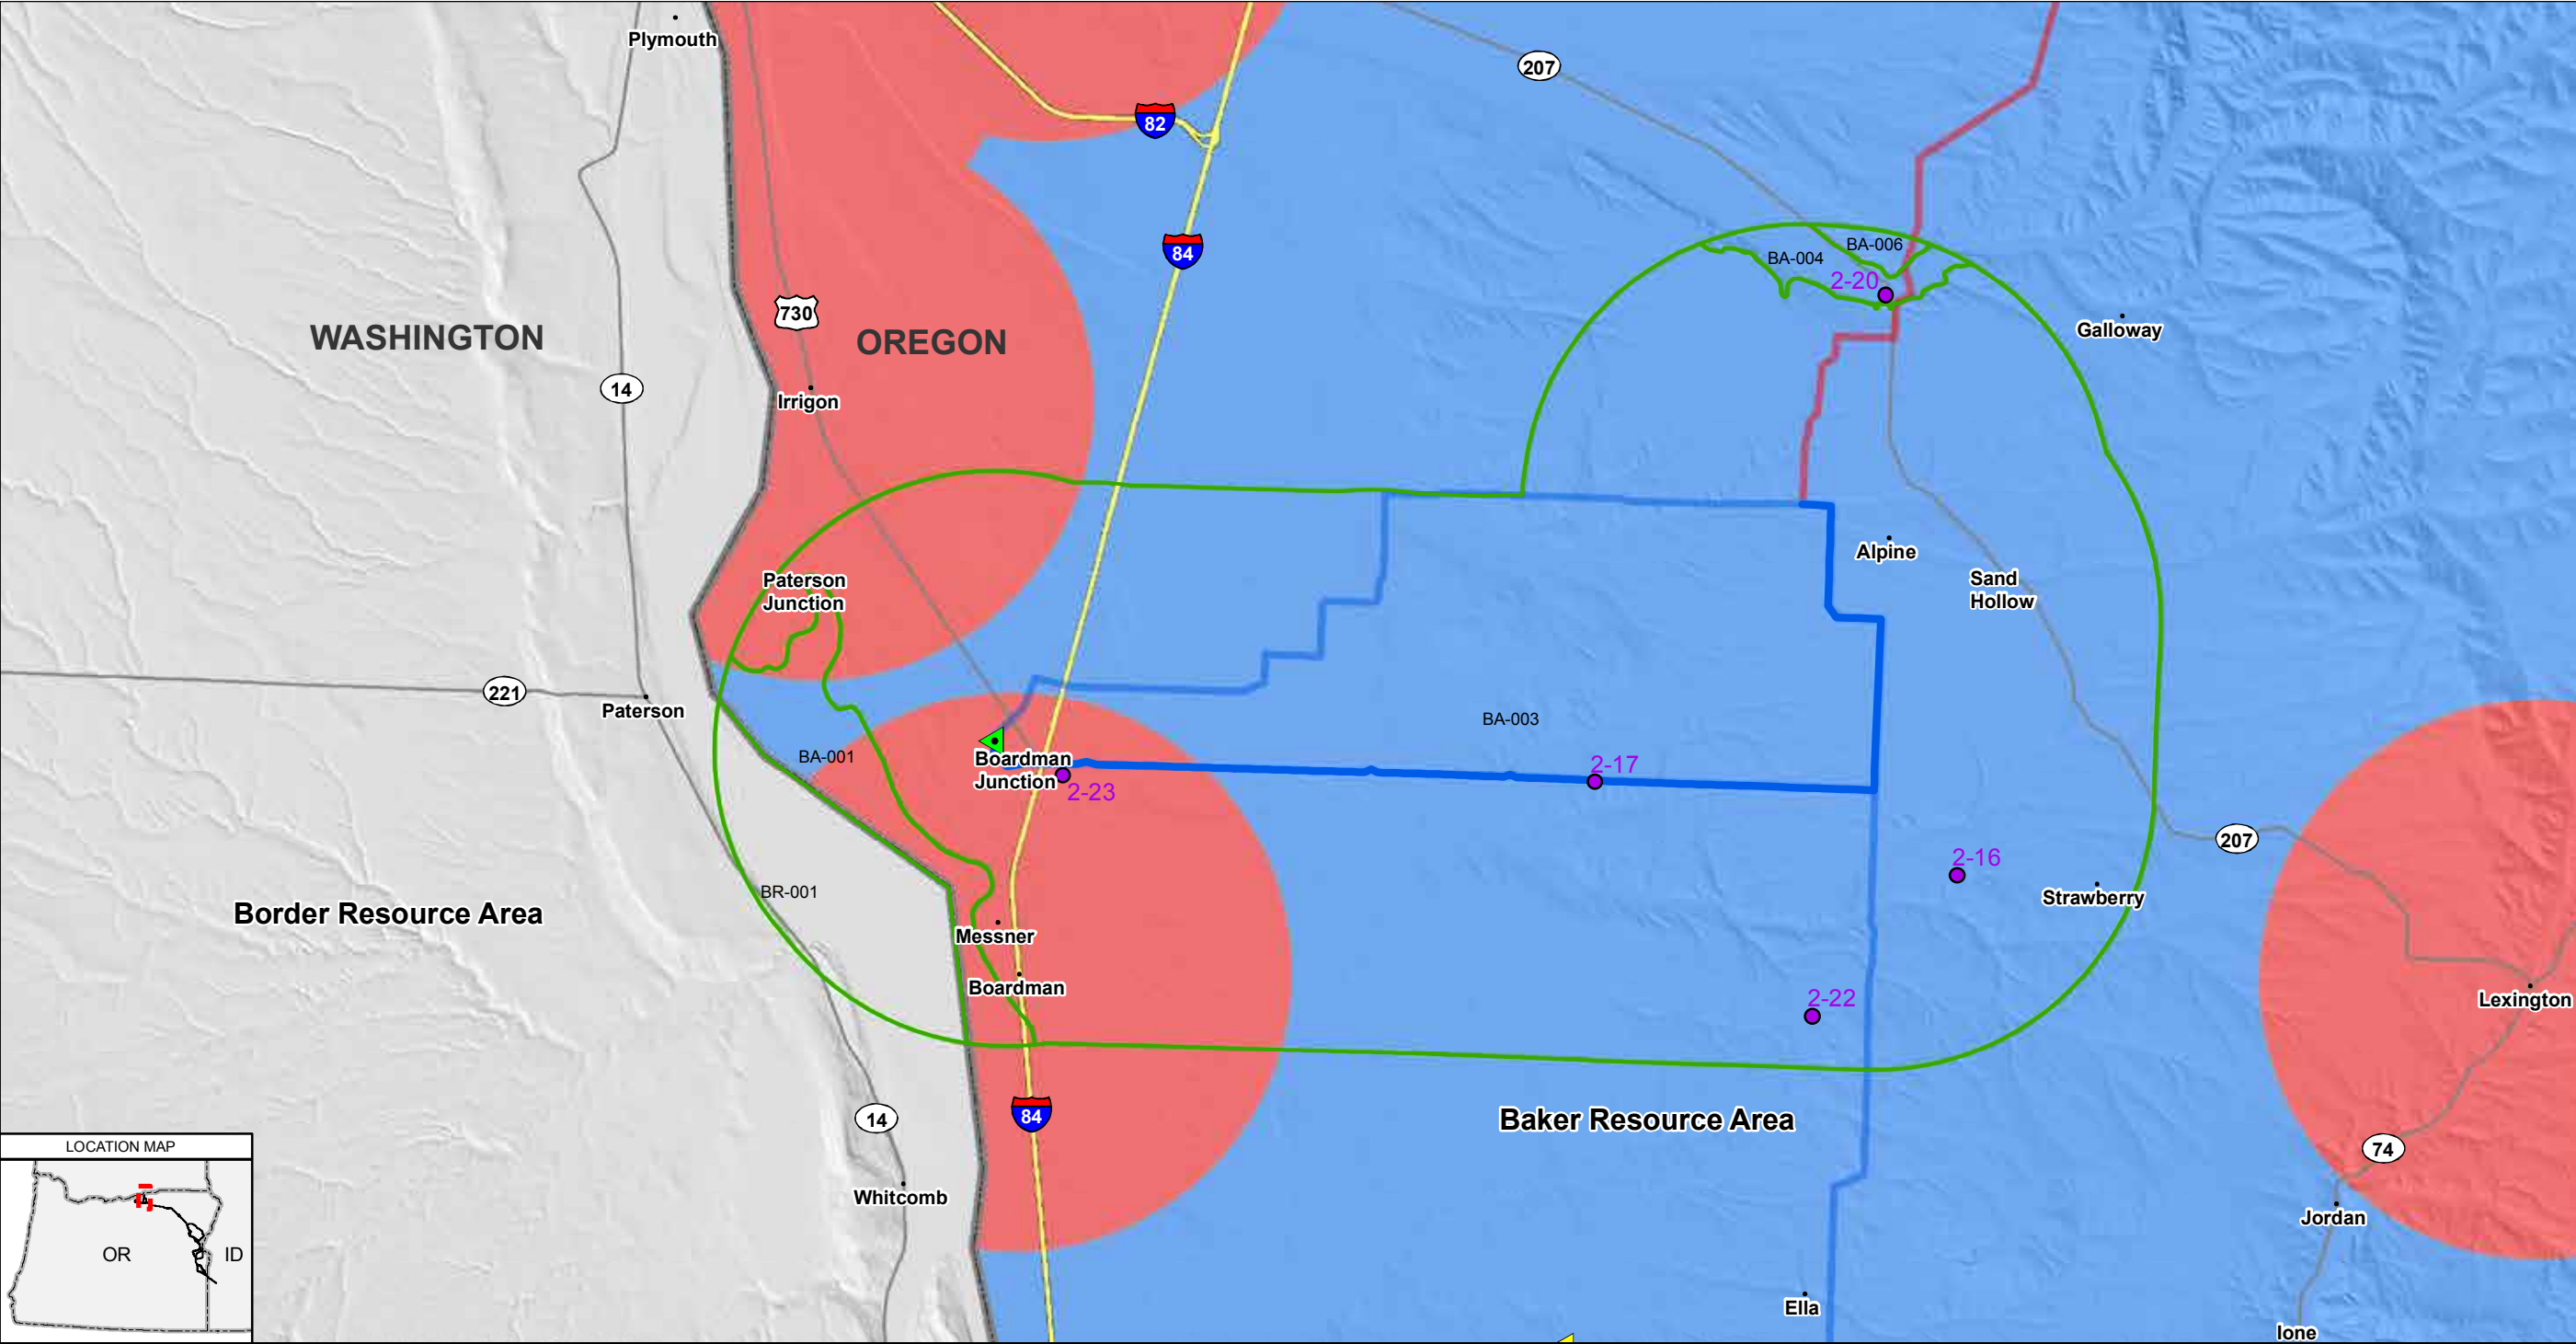 Plymouth
207
82
84
BA-006
BA-004
2-20
730
WASHINGTON
OREGON
Galloway
14
Irrigon
Alpine
Paterson
Junction
Sand
Hollow
221
Paterson
BA-003
BA-001
Boardman
Junction
2-23
2-17
207
2-16
BR-001
Strawberry
Border Resource Area
Messner
Boardman
2-22
Lexington
84
14
Baker Resource Area
74
LOCATION MAP
Whitcomb
Jordan
OR
ID
Ella
Ione